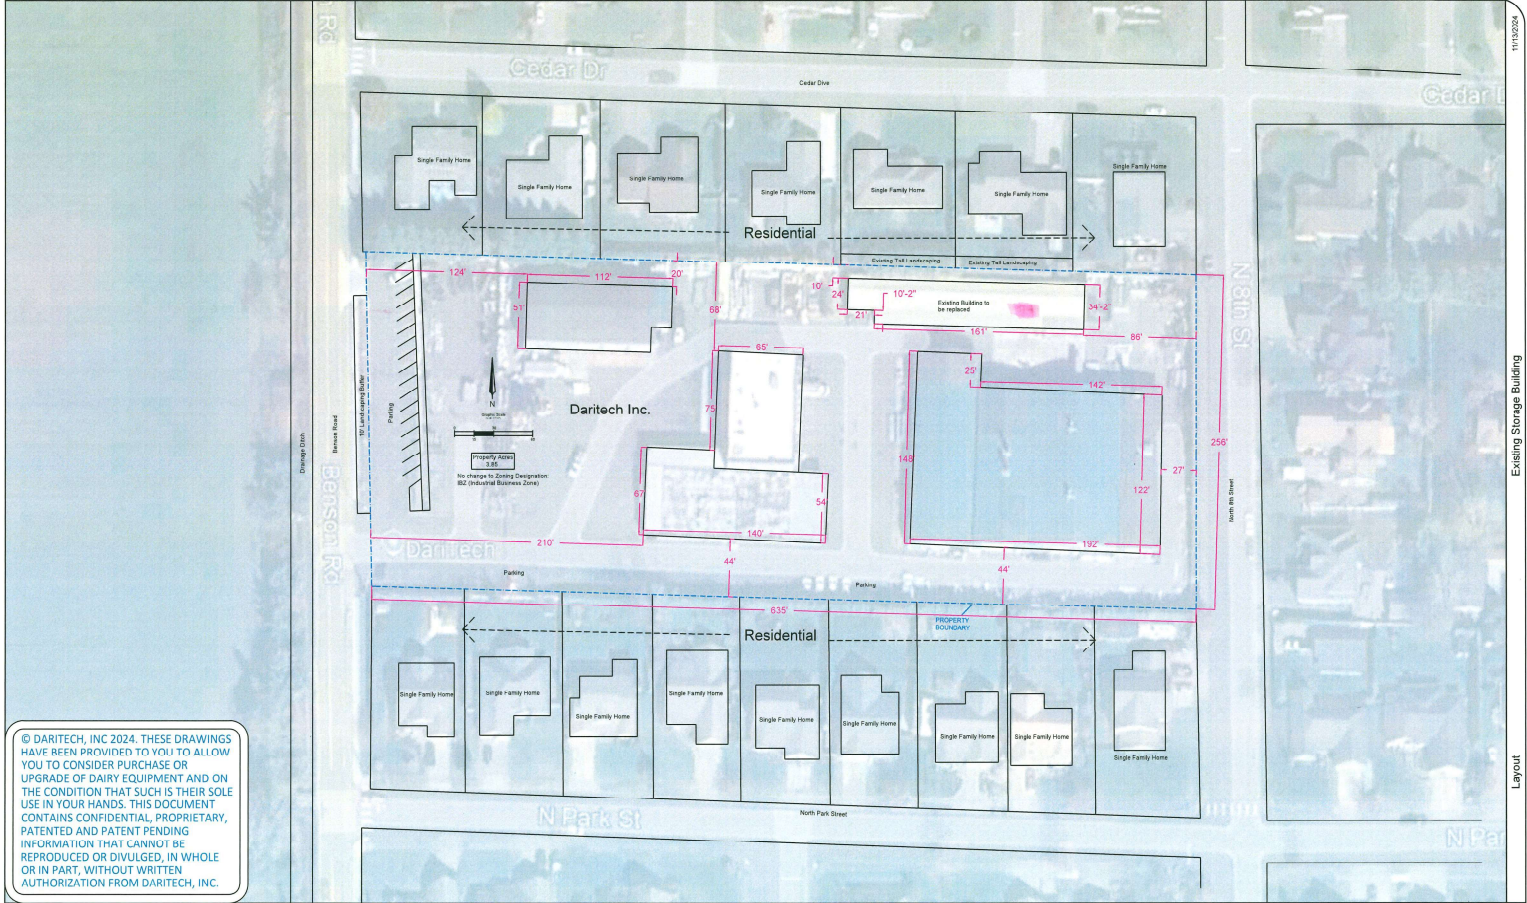 11/13/2024
Benson Rd
Cedar Dr
Cedar Dive
Cedar D
Single Family Home
Single Family Home
Single Family Home
Single Family Home
Single Family Home
Single Family Home
Single Family Home
Residential
Existing Tall Landscaping
Existing Tall Landscaping
124'
112'
20'
51'
68'
10'
24'
10'-2"
21'
Existing Building to
be replaced
34'-2"
161'
86'
N 8th St
65'
25'
142'
75'
148'
256'
27'
122'
10' Landscaping Buffer
Parking
N
Graphic Scale
Daritech Inc.
Property Acres
3.85
No change to Zoning Designation:
IBZ (Industrial Business Zone)
Drainage Ditch
Benson Road
Benson Rd
67'
54'
140'
192'
210'
Daritech
44'
44'
North 8th Street
Existing Storage Building
Parking
Parking
635'
PROPERTY
BOUNDARY
Residential
Single Family Home
Single Family Home
Single Family Home
Single Family Home
Single Family Home
Single Family Home
Single Family Home
Single Family Home
Single Family Home
N Park St
North Park Street
N Par
Layout
© DARITECH, INC 2024. THESE DRAWINGS
HAVE BEEN PROVIDED TO YOU TO ALLOW
YOU TO CONSIDER PURCHASE OR
UPGRADE OF DAIRY EQUIPMENT AND ON
THE CONDITION THAT SUCH IS THEIR SOLE
USE IN YOUR HANDS. THIS DOCUMENT
CONTAINS CONFIDENTIAL, PROPRIETARY,
PATENTED AND PATENT PENDING
INFORMATION THAT CANNOT BE
REPRODUCED OR DIVULGED, IN WHOLE
OR IN PART, WITHOUT WRITTEN
AUTHORIZATION FROM DARITECH, INC.